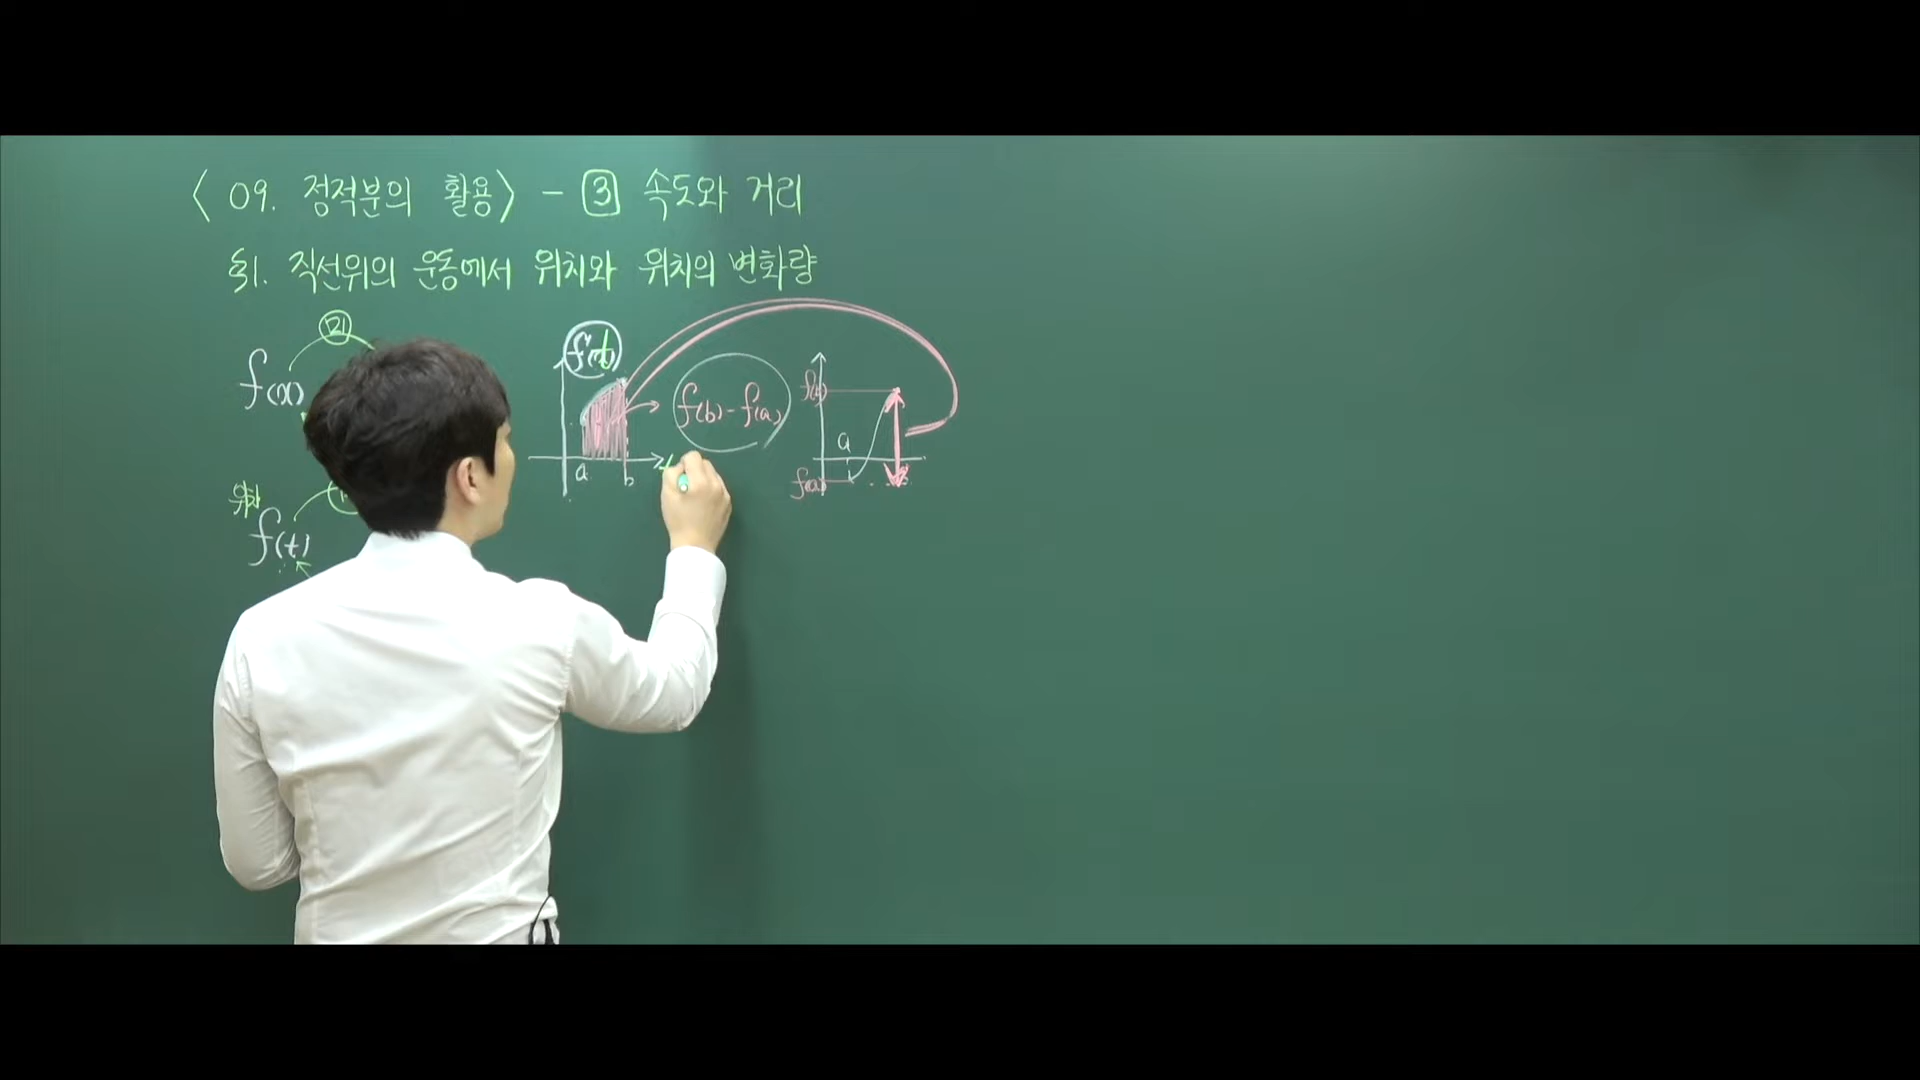 〈 09. 정적분의 활용〉 - ③ 속도와 거리
§1. 직선위의 운동에서 위치와 위치의 변화량
미
f(x)
위치
f(t)
f'(t)
a
b
t
f(b)-f(a)
a
f(a)